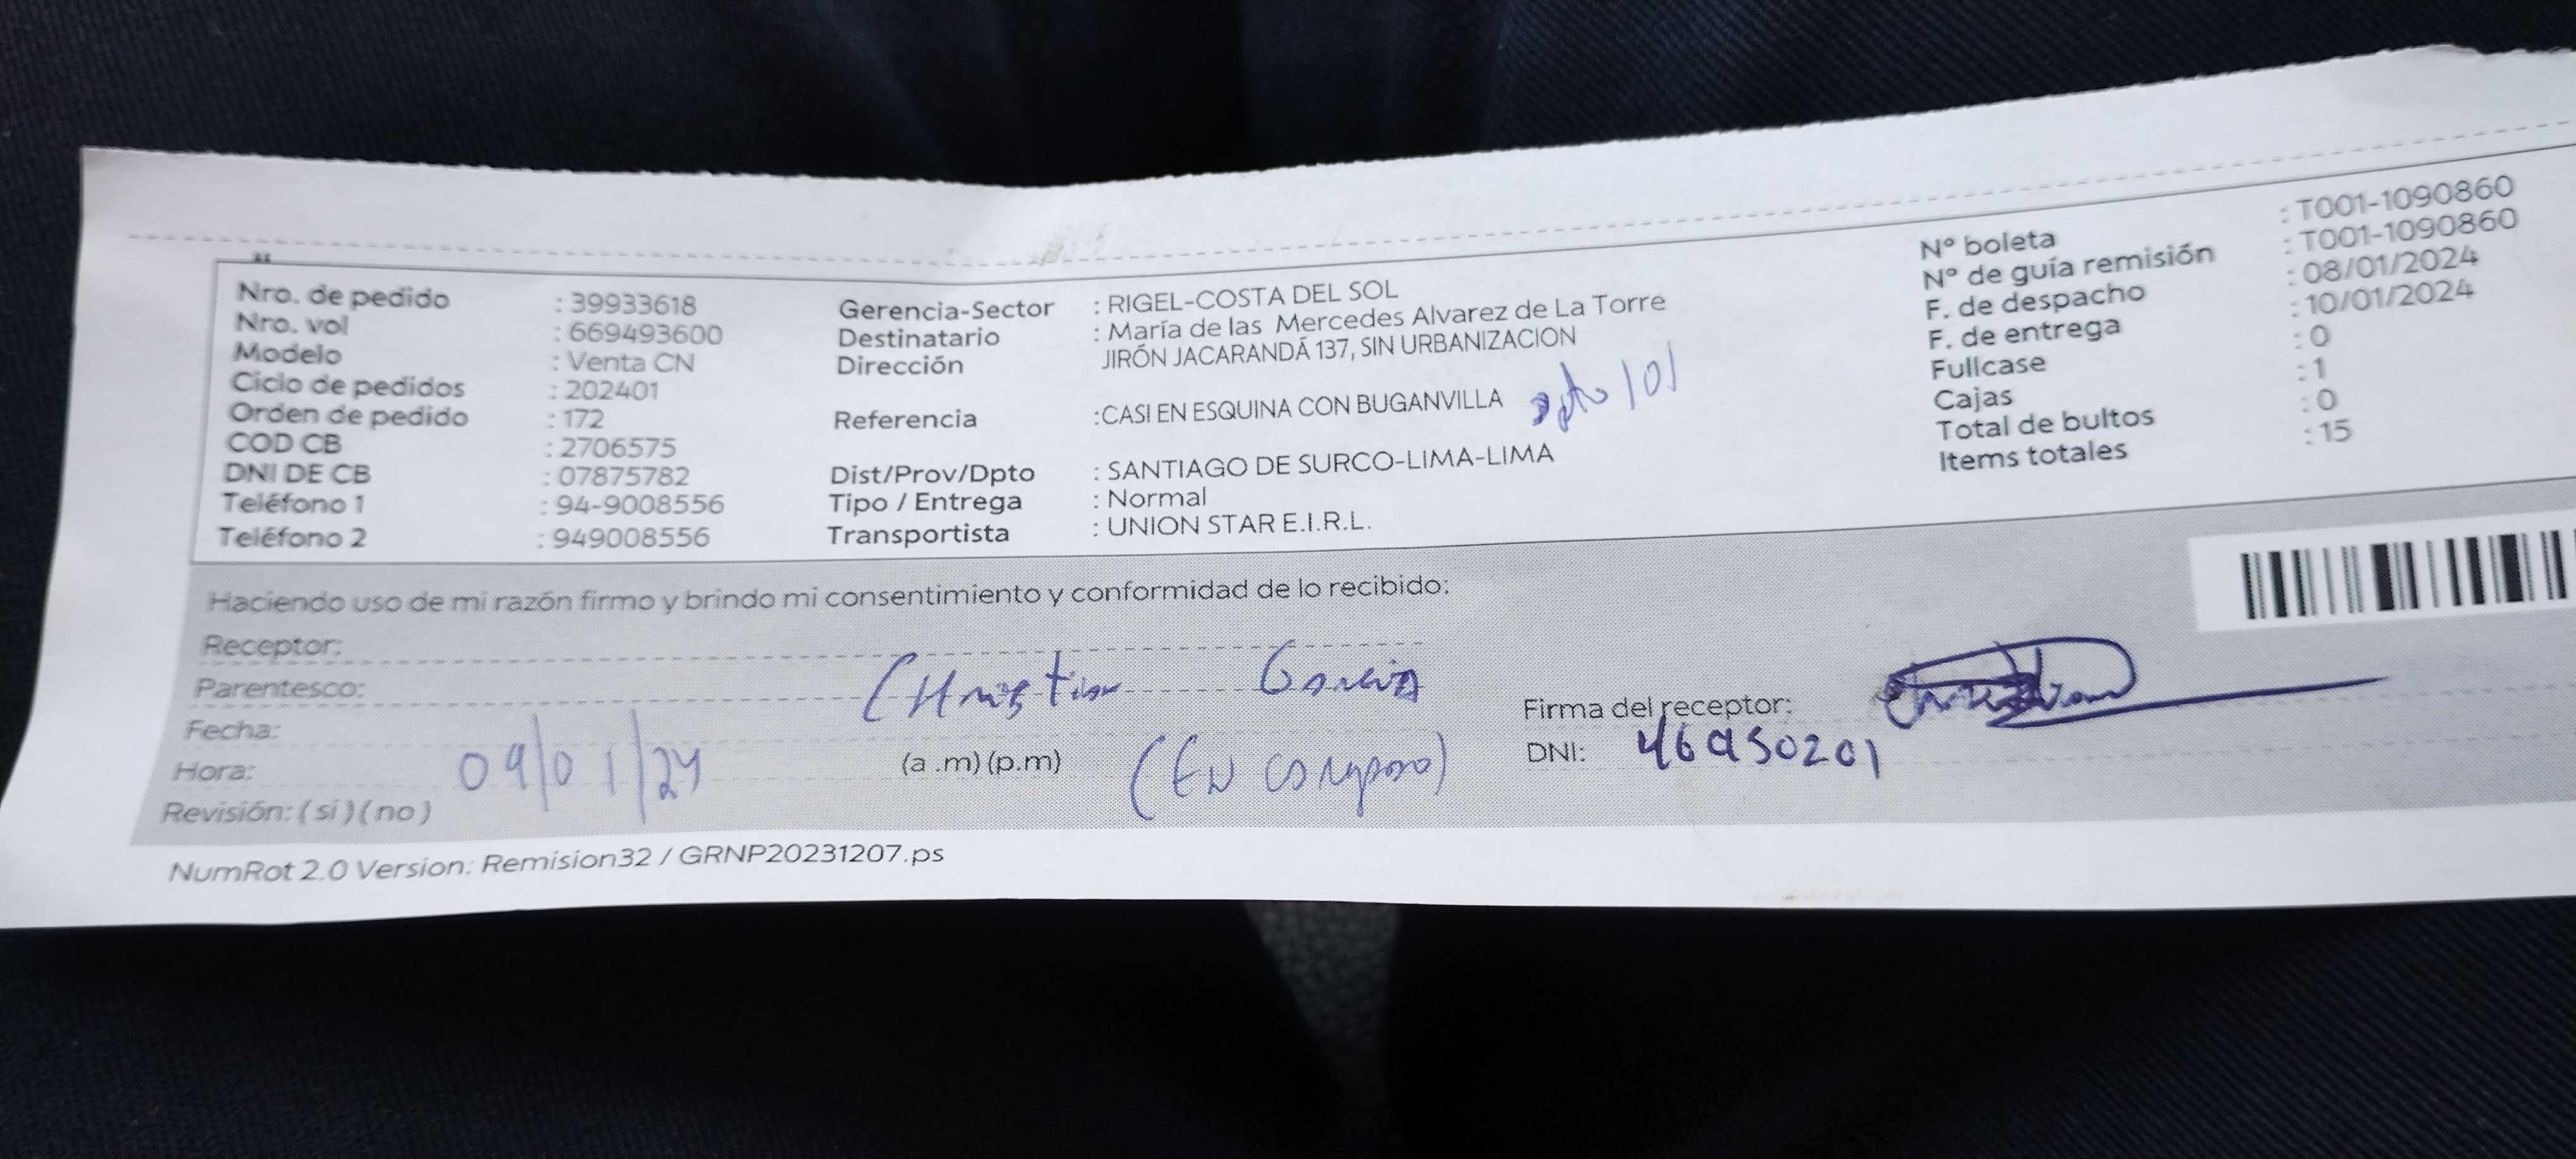 Nro. de pedido : 39933618
Nro. vol : 669493600
Modelo : Venta CN
Ciclo de pedidos : 202401
Orden de pedido : 172
COD CB : 2706575
DNI DE CB : 07875782
Teléfono 1 : 94-9008556
Teléfono 2 : 949008556
Gerencia-Sector : RIGEL-COSTA DEL SOL
Destinatario : María de las Mercedes Alvarez de La Torre
Dirección JIRÓN JACARANDÁ 137, SIN URBANIZACION
Referencia :CASI EN ESQUINA CON BUGANVILLA dpto 101
Dist/Prov/Dpto : SANTIAGO DE SURCO-LIMA-LIMA
Tipo / Entrega : Normal
Transportista : UNION STAR E.I.R.L.
N° boleta : T001-1090860
N° de guía remisión : T001-1090860
F. de despacho : 08/01/2024
F. de entrega : 10/01/2024
Fullcase : 0
Cajas : 1
Total de bultos : 0
Items totales : 15
Haciendo uso de mi razón firmo y brindo mi consentimiento y conformidad de lo recibido:
Receptor:
Parentesco: Christian Garcia
Fecha:
Hora: 09/01/24 (a .m) (p.m)
Revisión: ( si ) ( no )
Firma del receptor:
DNI: 46950201
NumRot 2.0 Version: Remision32 / GRNP20231207.ps